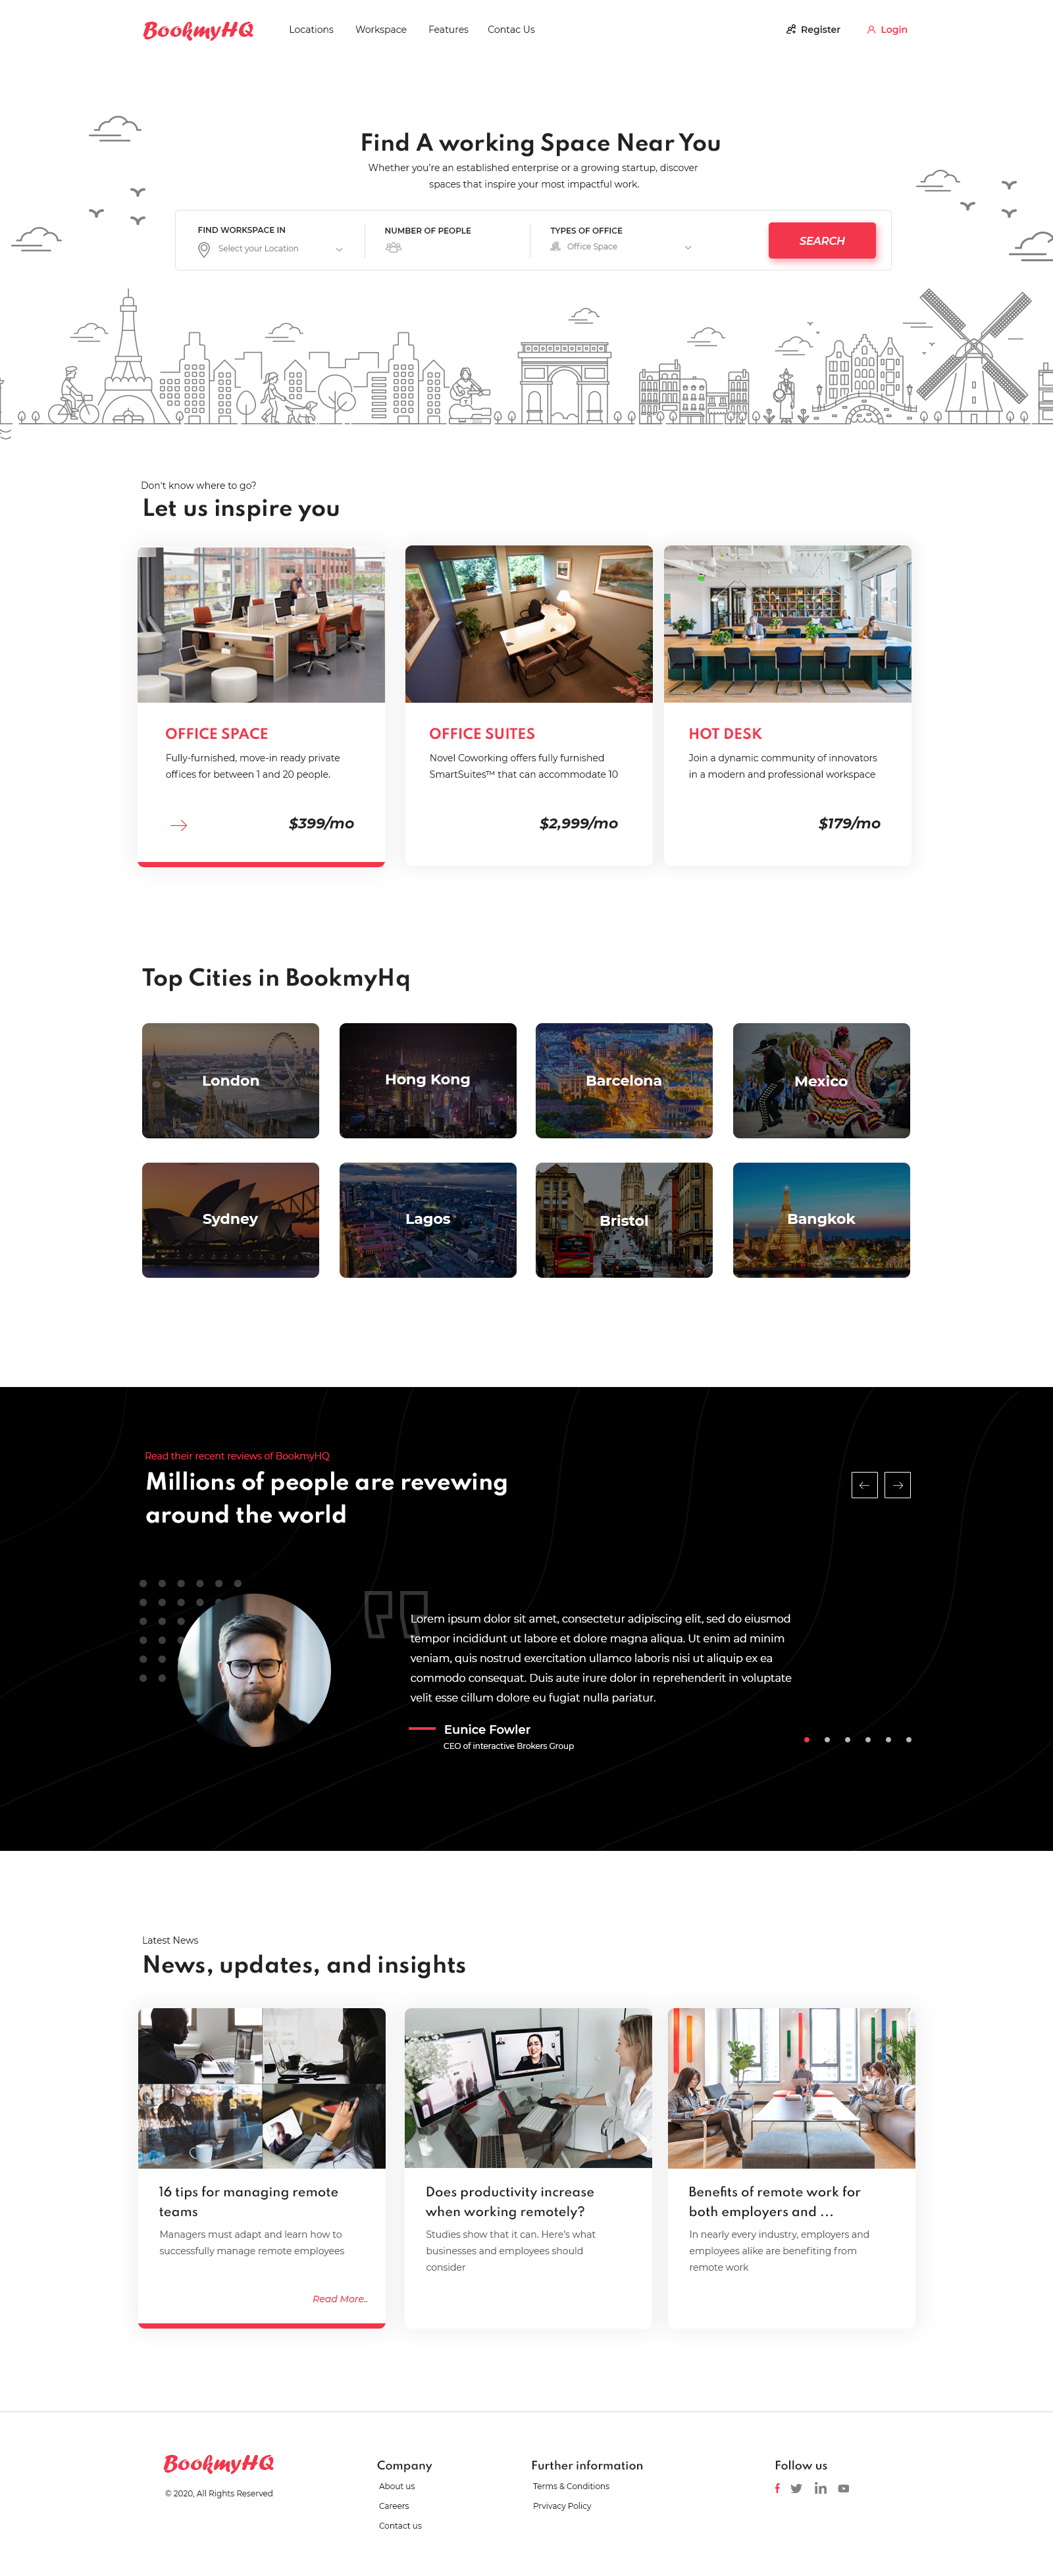 BookmyHQ
Locations
Workspace
Features
Contac Us
Register
Login
Find A working Space Near You
Whether you're an established enterprise or a growing startup, discover
spaces that inspire your most impactful work.
FIND WORKSPACE IN
Select your Location
NUMBER OF PEOPLE
TYPES OF OFFICE
Office Space
SEARCH
Don't know where to go?
Let us inspire you
OFFICE SPACE
Fully-furnished, move-in ready private
offices for between 1 and 20 people.
$399/mo
OFFICE SUITES
Novel Coworking offers fully furnished
SmartSuites™ that can accommodate 10
$2,999/mo
HOT DESK
Join a dynamic community of innovators
in a modern and professional workspace
$179/mo
Top Cities in BookmyHq
London
Hong Kong
Barcelona
Mexico
Sydney
Lagos
Bristol
Bangkok
Read their recent reviews of BookmyHQ
Millions of people are revewing
around the world
Lorem ipsum dolor sit amet, consectetur adipiscing elit, sed do eiusmod
tempor incididunt ut labore et dolore magna aliqua. Ut enim ad minim
veniam, quis nostrud exercitation ullamco laboris nisi ut aliquip ex ea
commodo consequat. Duis aute irure dolor in reprehenderit in voluptate
velit esse cillum dolore eu fugiat nulla pariatur.
Eunice Fowler
CEO of interactive Brokers Group
Latest News
News, updates, and insights
16 tips for managing remote
teams
Managers must adapt and learn how to
successfully manage remote employees
Read More..
Does productivity increase
when working remotely?
Studies show that it can. Here's what
businesses and employees should
consider
Benefits of remote work for
both employers and ...
In nearly every industry, employers and
employees alike are benefiting from
remote work
BookmyHQ
© 2020, All Rights Reserved
Company
About us
Careers
Contact us
Further information
Terms & Conditions
Prvivacy Policy
Follow us